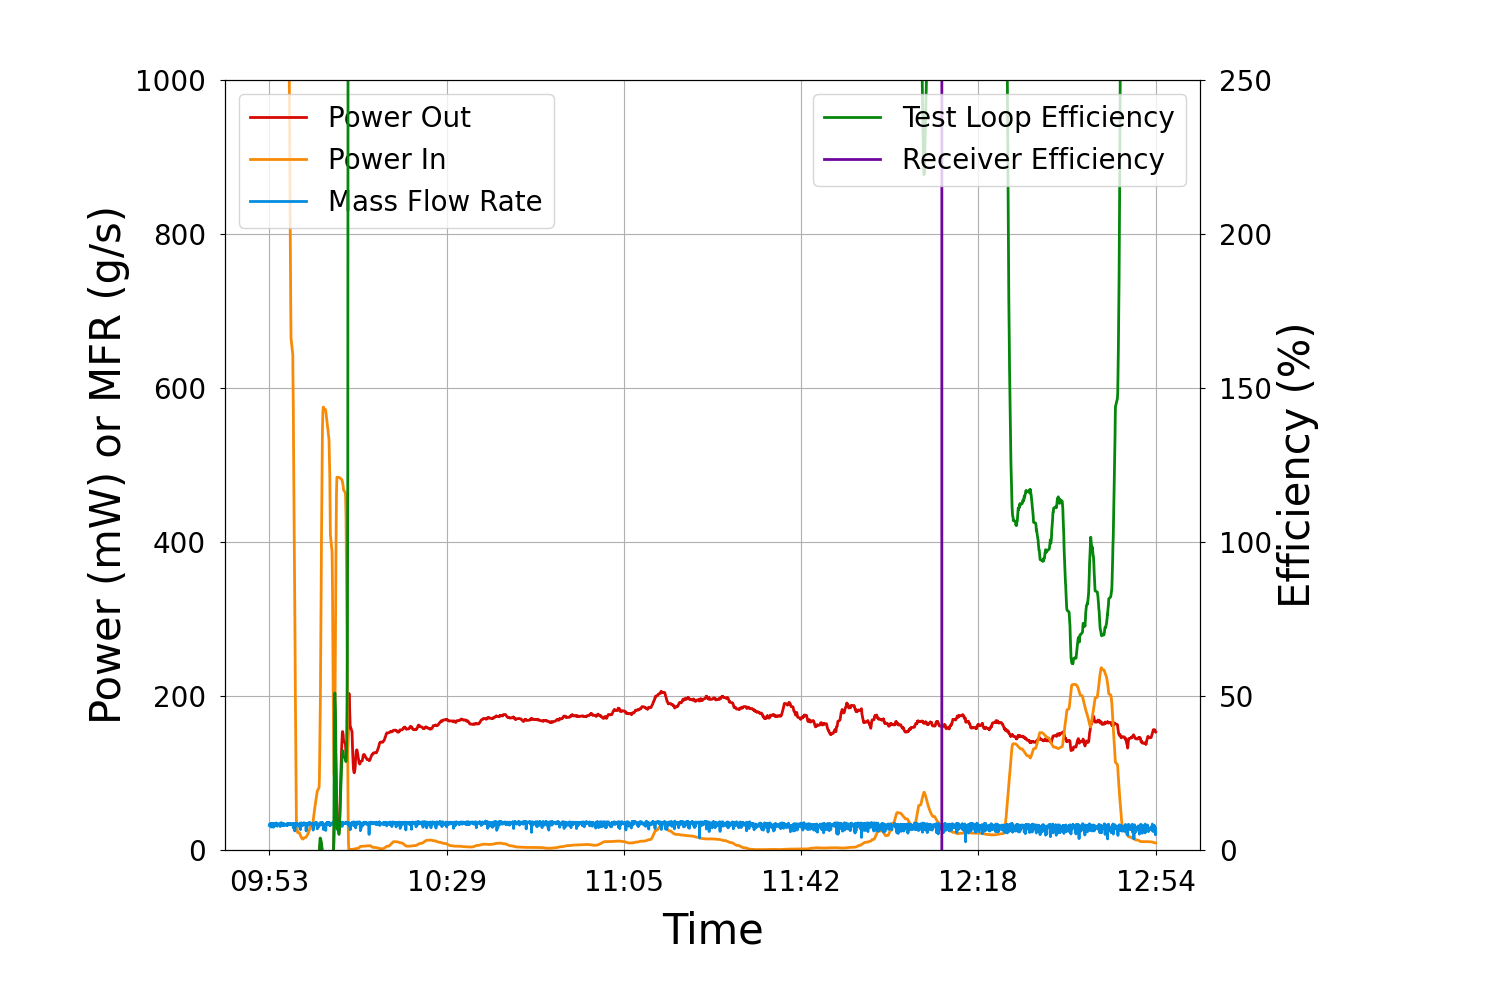 1000
800
600
400
200
0
Power (mW) or MFR (g/s)
Power Out
Power In
Mass Flow Rate
Test Loop Efficiency
Receiver Efficiency
250
200
150
100
50
0
Efficiency (%)
09:53 10:29 11:05 11:42 12:18 12:54
Time